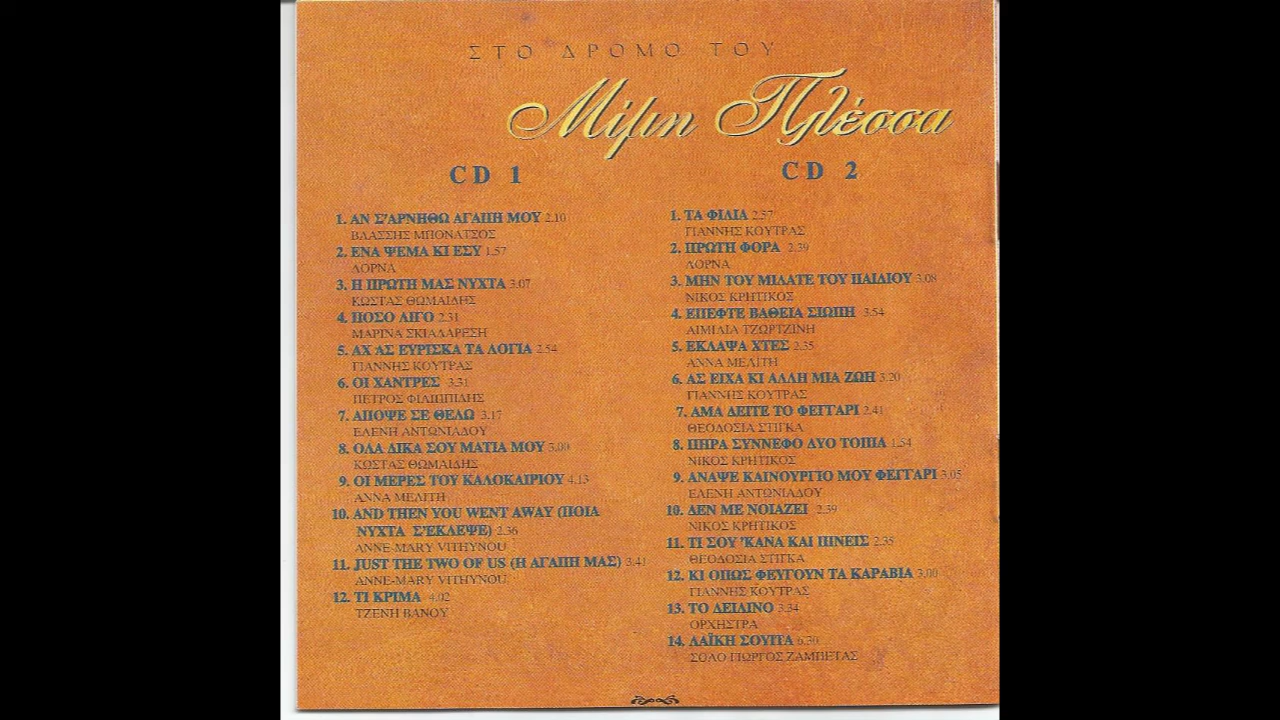 ΣΤΟ ΔΡΟΜΟ ΤΟΥ
Μίμη Πλέσσα
CD 1
1. ΑΝ Σ'ΑΡΝΗΘΩ ΑΓΑΠΗ ΜΟΥ 2.10
ΒΛΑΣΣΗΣ ΜΠΟΝΑΤΣΟΣ
2. ΕΝΑ ΨΕΜΑ ΚΙ ΕΣΥ 1.57
ΛΟΡΝΑ
3. Η ΠΡΩΤΗ ΜΑΣ ΝΥΧΤΑ 3.07
ΚΩΣΤΑΣ ΘΩΜΑΙΔΗΣ
4. ΠΟΣΟ ΛΙΓΟ 2.31
ΜΑΡΙΝΑ ΣΚΙΑΔΑΡΕΣΗ
5. ΑΧ ΑΣ ΕΥΡΙΣΚΑ ΤΑ ΛΟΓΙΑ 2.54
ΓΙΑΝΝΗΣ ΚΟΥΤΡΑΣ
6. ΟΙ ΧΑΝΤΡΕΣ 3.31
ΠΕΤΡΟΣ ΦΙΛΙΠΠΙΔΗΣ
7. ΑΠΟΨΕ ΣΕ ΘΕΛΩ 3.17
ΕΛΕΝΗ ΑΝΤΩΝΙΑΔΟΥ
8. ΟΛΑ ΔΙΚΑ ΣΟΥ ΜΑΤΙΑ ΜΟΥ 3.00
ΚΩΣΤΑΣ ΘΩΜΑΙΔΗΣ
9. ΟΙ ΜΕΡΕΣ ΤΟΥ ΚΑΛΟΚΑΙΡΙΟΥ 4.13
ΑΝΝΑ ΜΕΛΙΤΗ
10. AND THEN YOU WENT AWAY (ΠΟΙΑ
ΝΥΧΤΑ Σ'ΕΚΛΕΨΕ) 2.36
ANNE-MARY VITHYNOU
11. JUST THE TWO OF US (Η ΑΓΑΠΗ ΜΑΣ) 3.41
ANNE-MARY VITHYNOU
12. ΤΙ ΚΡΙΜΑ 4.02
ΤΖΕΝΗ ΒΑΝΟΥ
CD 2
1. ΤΑ ΦΙΛΙΑ 2.57
ΓΙΑΝΝΗΣ ΚΟΥΤΡΑΣ
2. ΠΡΩΤΗ ΦΟΡΑ 2.39
ΛΟΡΝΑ
3. ΜΗΝ ΤΟΥ ΜΙΛΑΤΕ ΤΟΥ ΠΑΙΔΙΟΥ 3.08
ΝΙΚΟΣ ΚΡΗΤΙΚΟΣ
4. ΕΠΕΦΤΕ ΒΑΘΕΙΑ ΣΙΩΠΗ 3.54
ΑΙΜΙΛΙΑ ΤΖΩΡΤΖΙΝΗ
5. ΕΚΛΑΨΑ ΧΤΕΣ 2.35
ΑΝΝΑ ΜΕΛΙΤΗ
6. ΑΣ ΕΙΧΑ ΚΙ ΑΛΛΗ ΜΙΑ ΖΩΗ 3.20
ΓΙΑΝΝΗΣ ΚΟΥΤΡΑΣ
7. ΑΜΑ ΔΕΙΤΕ ΤΟ ΦΕΓΓΑΡΙ 2.41
ΘΕΟΔΟΣΙΑ ΣΤΙΓΚΑ
8. ΠΗΡΑ ΣΥΝΝΕΦΟ ΔΥΟ ΤΟΠΙΑ 1.54
ΝΙΚΟΣ ΚΡΗΤΙΚΟΣ
9. ΑΝΑΨΕ ΚΑΙΝΟΥΡΓΙΟ ΜΟΥ ΦΕΓΓΑΡΙ 3.05
ΕΛΕΝΗ ΑΝΤΩΝΙΑΔΟΥ
10. ΔΕΝ ΜΕ ΝΟΙΑΖΕΙ 2.39
ΝΙΚΟΣ ΚΡΗΤΙΚΟΣ
11. ΤΙ ΣΟΥ 'ΚΑΝΑ ΚΑΙ ΠΙΝΕΙΣ 2.35
ΘΕΟΔΟΣΙΑ ΣΤΙΓΚΑ
12. ΚΙ ΟΠΩΣ ΦΕΥΓΟΥΝ ΤΑ ΚΑΡΑΒΙΑ 3.00
ΓΙΑΝΝΗΣ ΚΟΥΤΡΑΣ
13. ΤΟ ΔΕΙΛΙΝΟ 3.34
ΟΡΧΗΣΤΡΑ
14. ΛΑΪΚΗ ΣΟΥΙΤΑ 6.30
ΣΟΛΟ ΓΙΩΡΓΟΣ ΖΑΜΠΕΤΑΣ